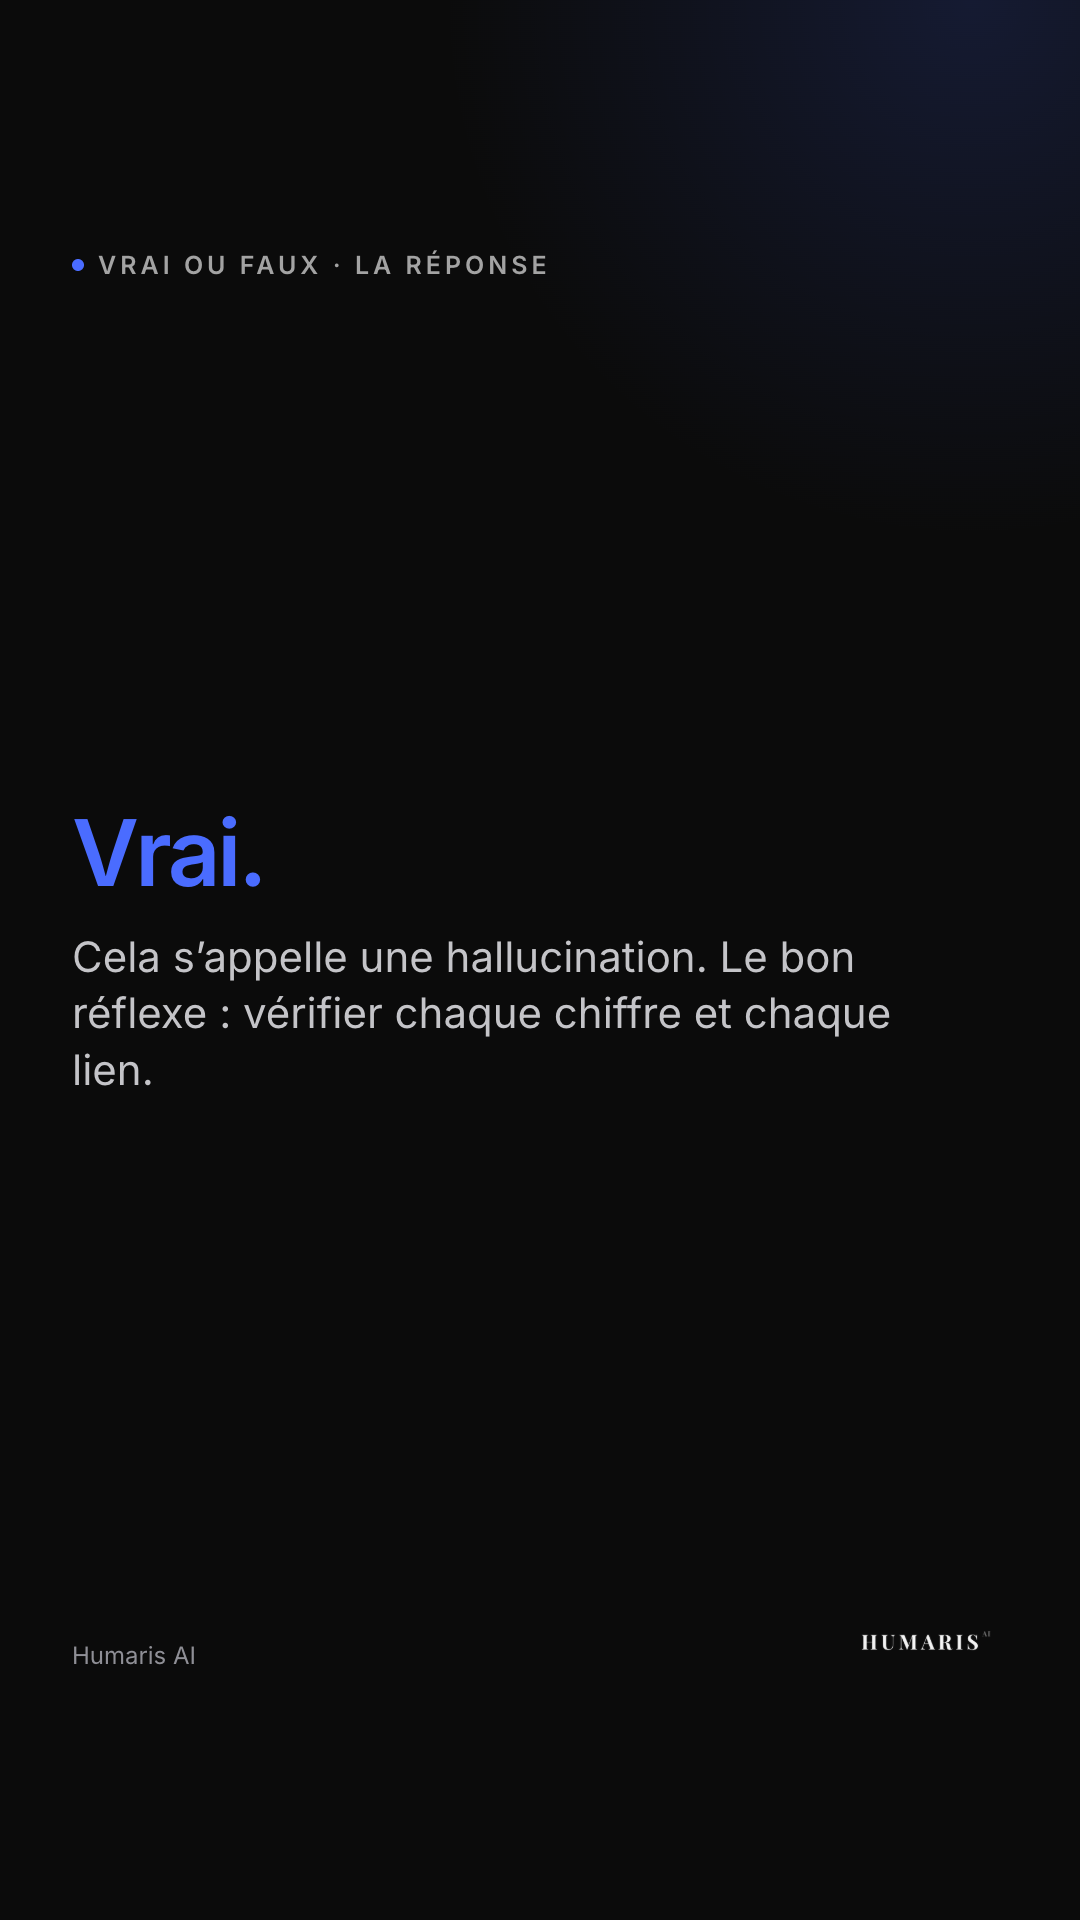 VRAI OU FAUX · LA RÉPONSE
Vrai.
Cela s’appelle une hallucination. Le bon
réflexe : vérifier chaque chiffre et chaque
lien.
Humaris AI
HUMARIS AI